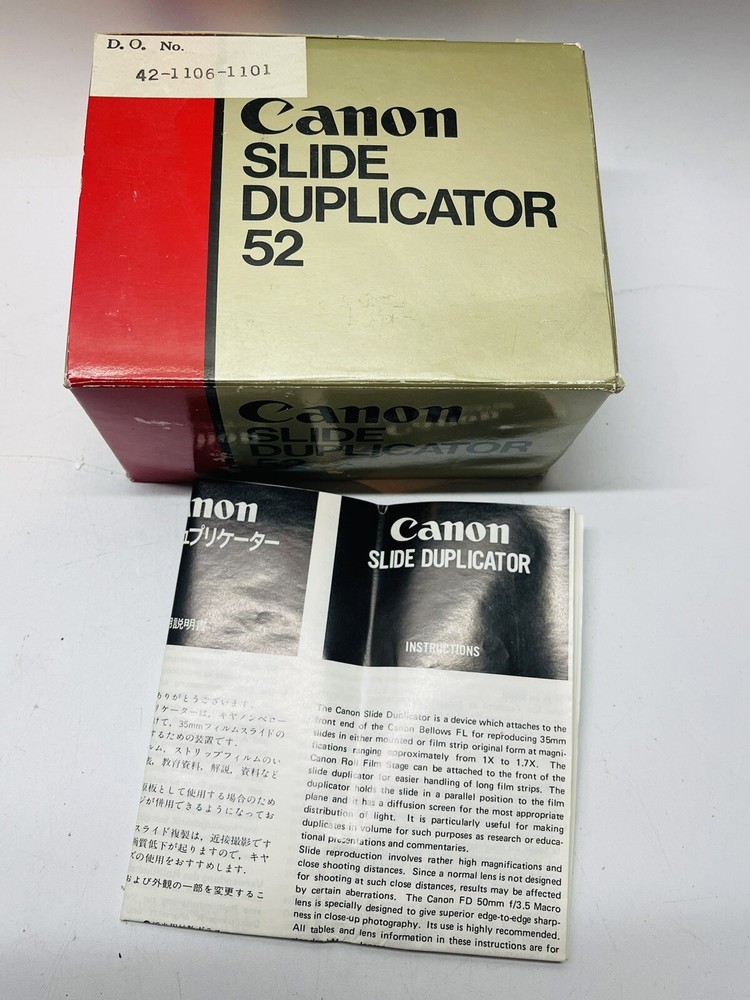 D. O. No.
42-1106-1101
Canon
SLIDE
DUPLICATOR
52
Canon
SLIDE
DUPLICATOR
non
プリケーター
説明書
ありがとうございます.
リケーターは, キヤノンベロー
けて, 35mmフィルムスライドの
するための装置です.
ルム, ストリップフィルムのい
教育資料, 解説, 資料など
原板として使用する場合のため
ジが併用できるようになってお
スライド複製は, 近接撮影です
画質低下が起りますので, キヤ
ズの使用をおすすめします.
および外観の一部を変更するこ
Canon
SLIDE DUPLICATOR
INSTRUCTIONS
The Canon Slide Duplicator is a device which attaches to the
front end of the Canon Bellows FL for reproducing 35mm
slides in either mounted or film strip original form at magni-
fications ranging approximately from 1X to 1.7X. The
Canon Roll Film Stage can be attached to the front of the
slide duplicator for easier handling of long film strips. The
duplicator holds the slide in a parallel position to the film
plane and it has a diffusion screen for the most appropriate
distribution of light. It is particularly useful for making
duplicates in volume for such purposes as research or educa-
tional presentations and commentaries.
Slide reproduction involves rather high magnifications and
close shooting distances. Since a normal lens is not designed
for shooting at such close distances, results may be affected
by certain aberrations. The Canon FD 50mm f/3.5 Macro
lens is specially designed to give superior edge-to-edge sharp-
ness in close-up photography. Its use is highly recommended.
All tables and lens information in these instructions are for